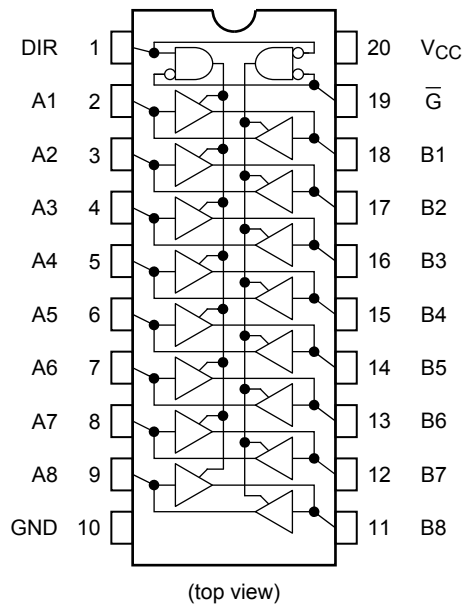 DIR 1 20 VCC
A1 2 19 G̅
A2 3 18 B1
A3 4 17 B2
A4 5 16 B3
A5 6 15 B4
A6 7 14 B5
A7 8 13 B6
A8 9 12 B7
GND 10 11 B8
(top view)